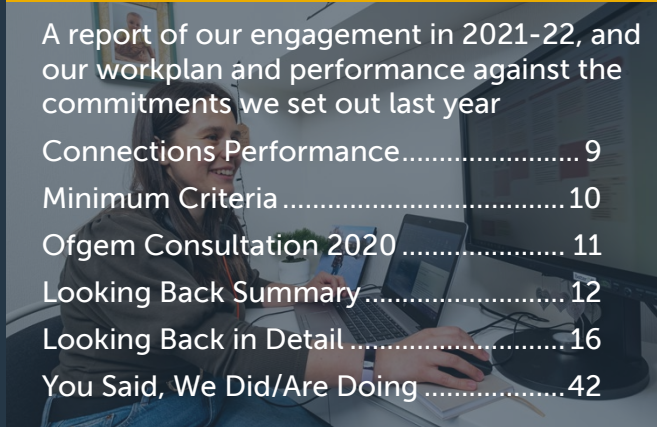 A report of our engagement in 2021-22, and
our workplan and performance against the
commitments we set out last year
Connections Performance........................ 9
Minimum Criteria......................................10
Ofgem Consultation 2020...................... 11
Looking Back Summary...........................12
Looking Back in Detail.............................16
You Said, We Did/Are Doing...................42